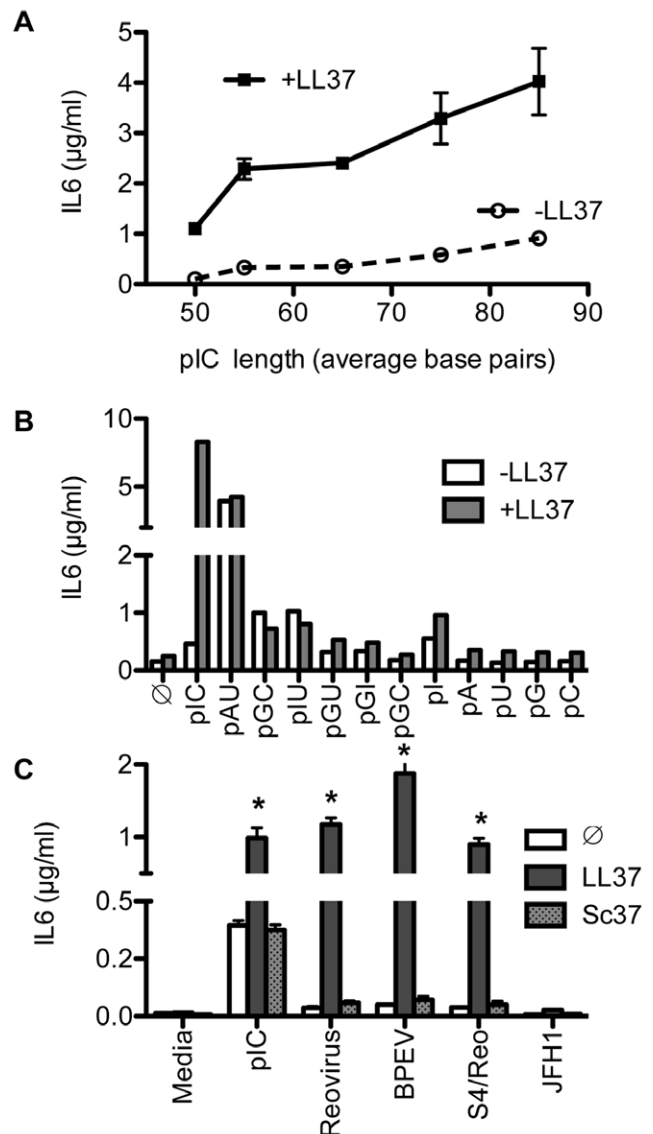 A
IL6 (µg/ml)
5
4
3
2
1
0
+LL37
-LL37
50 60 70 80 90
pIC length (average base pairs)
B
IL6 (µg/ml)
10
5
2
1
0
-LL37
+LL37
∅ pIC pAU pGC pIU pGU pGI pGC pI pA pU pG pC
C
IL6 (µg/ml)
2
1
0.5
0.2
0.0
* * * *
∅
LL37
Sc37
Media pIC Reovirus BPEV S4/Reo JFH1